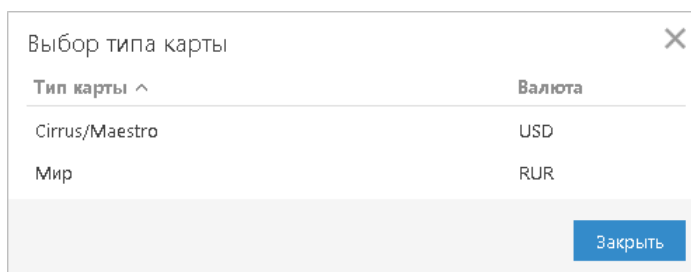 Выбор типа карты
Тип карты Валюта
Cirrus/Maestro USD
Мир RUR
Закрыть